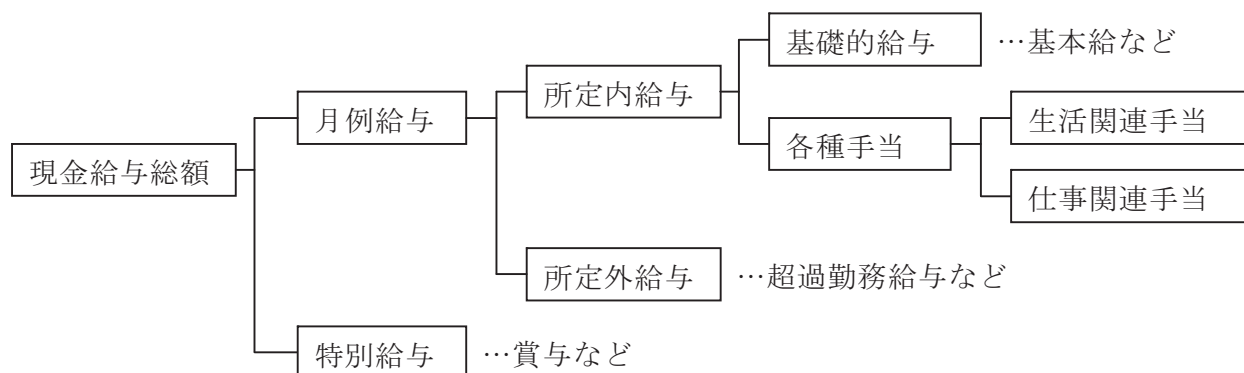 基礎的給与 …基本給など
所定内給与
月例給与
生活関連手当
各種手当
現金給与総額
仕事関連手当
所定外給与 …超過勤務給与など
特別給与 …賞与など